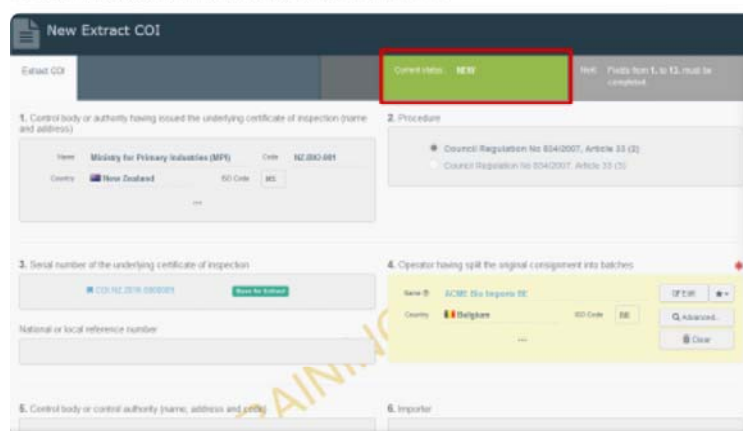 New Extract COI
Extract COI
Current status: NEW
Next: Fields from 1. to 13. must be completed.
1. Control body or authority having issued the underlying certificate of inspection (name and address)
Name Ministry for Primary Industries (MPI) Code NZ-BIO-001
Country New Zealand ISO Code
2. Procedure
Council Regulation No 834/2007, Article 33 (2)
Council Regulation No 834/2007, Article 33 (3)
3. Serial number of the underlying certificate of inspection
Open for Extract
National or local reference number
4. Operator having split the original consignment into batches
Name ACME Bio Imports BE Edit
Country Belgium ISO Code BE Advanced..
Clear
5. Control body or control authority (name, address and code)
6. Importer